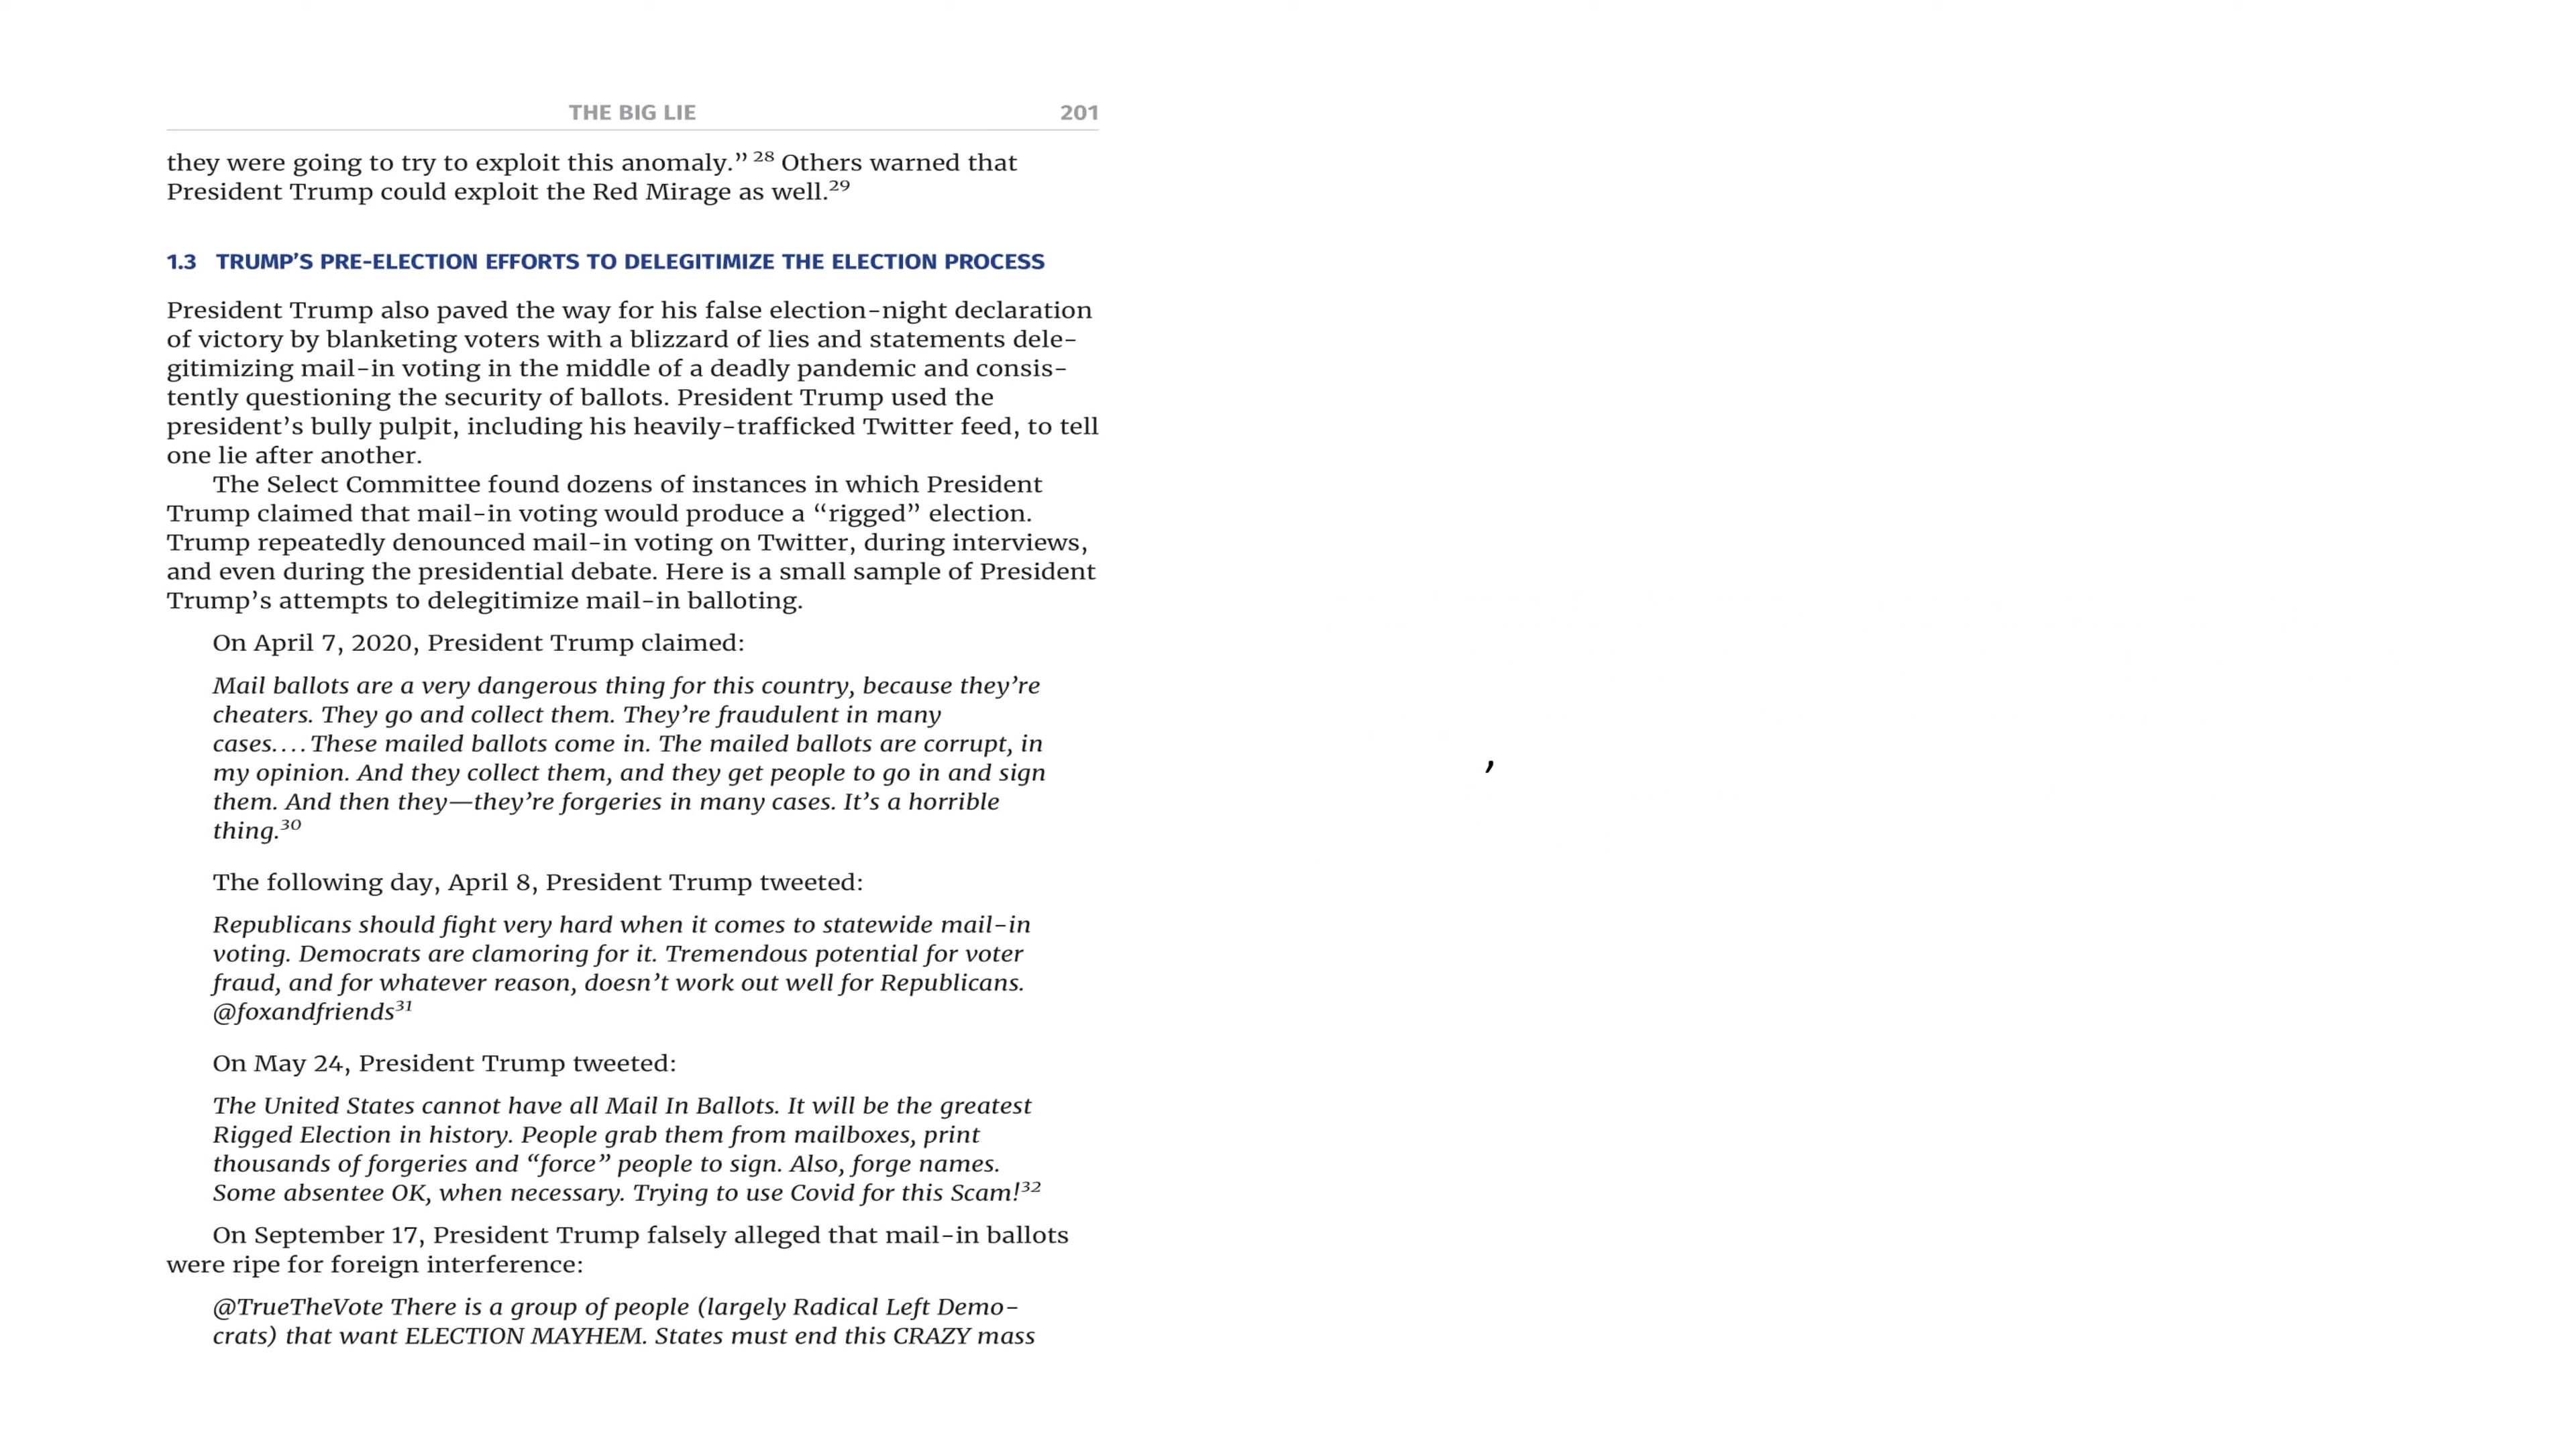 THE BIG LIE 201
they were going to try to exploit this anomaly.” 28 Others warned that
President Trump could exploit the Red Mirage as well.29
1.3 TRUMP’S PRE-ELECTION EFFORTS TO DELEGITIMIZE THE ELECTION PROCESS
President Trump also paved the way for his false election-night declaration
of victory by blanketing voters with a blizzard of lies and statements dele-
gitimizing mail-in voting in the middle of a deadly pandemic and consis-
tently questioning the security of ballots. President Trump used the
president’s bully pulpit, including his heavily-trafficked Twitter feed, to tell
one lie after another.
The Select Committee found dozens of instances in which President
Trump claimed that mail-in voting would produce a “rigged” election.
Trump repeatedly denounced mail-in voting on Twitter, during interviews,
and even during the presidential debate. Here is a small sample of President
Trump’s attempts to delegitimize mail-in balloting.
On April 7, 2020, President Trump claimed:
Mail ballots are a very dangerous thing for this country, because they’re
cheaters. They go and collect them. They’re fraudulent in many
cases.... These mailed ballots come in. The mailed ballots are corrupt, in
my opinion. And they collect them, and they get people to go in and sign
them. And then they—they’re forgeries in many cases. It’s a horrible
thing.30
The following day, April 8, President Trump tweeted:
Republicans should fight very hard when it comes to statewide mail-in
voting. Democrats are clamoring for it. Tremendous potential for voter
fraud, and for whatever reason, doesn’t work out well for Republicans.
@foxandfriends31
On May 24, President Trump tweeted:
The United States cannot have all Mail In Ballots. It will be the greatest
Rigged Election in history. People grab them from mailboxes, print
thousands of forgeries and “force” people to sign. Also, forge names.
Some absentee OK, when necessary. Trying to use Covid for this Scam!32
On September 17, President Trump falsely alleged that mail-in ballots
were ripe for foreign interference:
@TrueTheVote There is a group of people (largely Radical Left Demo-
crats) that want ELECTION MAYHEM. States must end this CRAZY mass
,